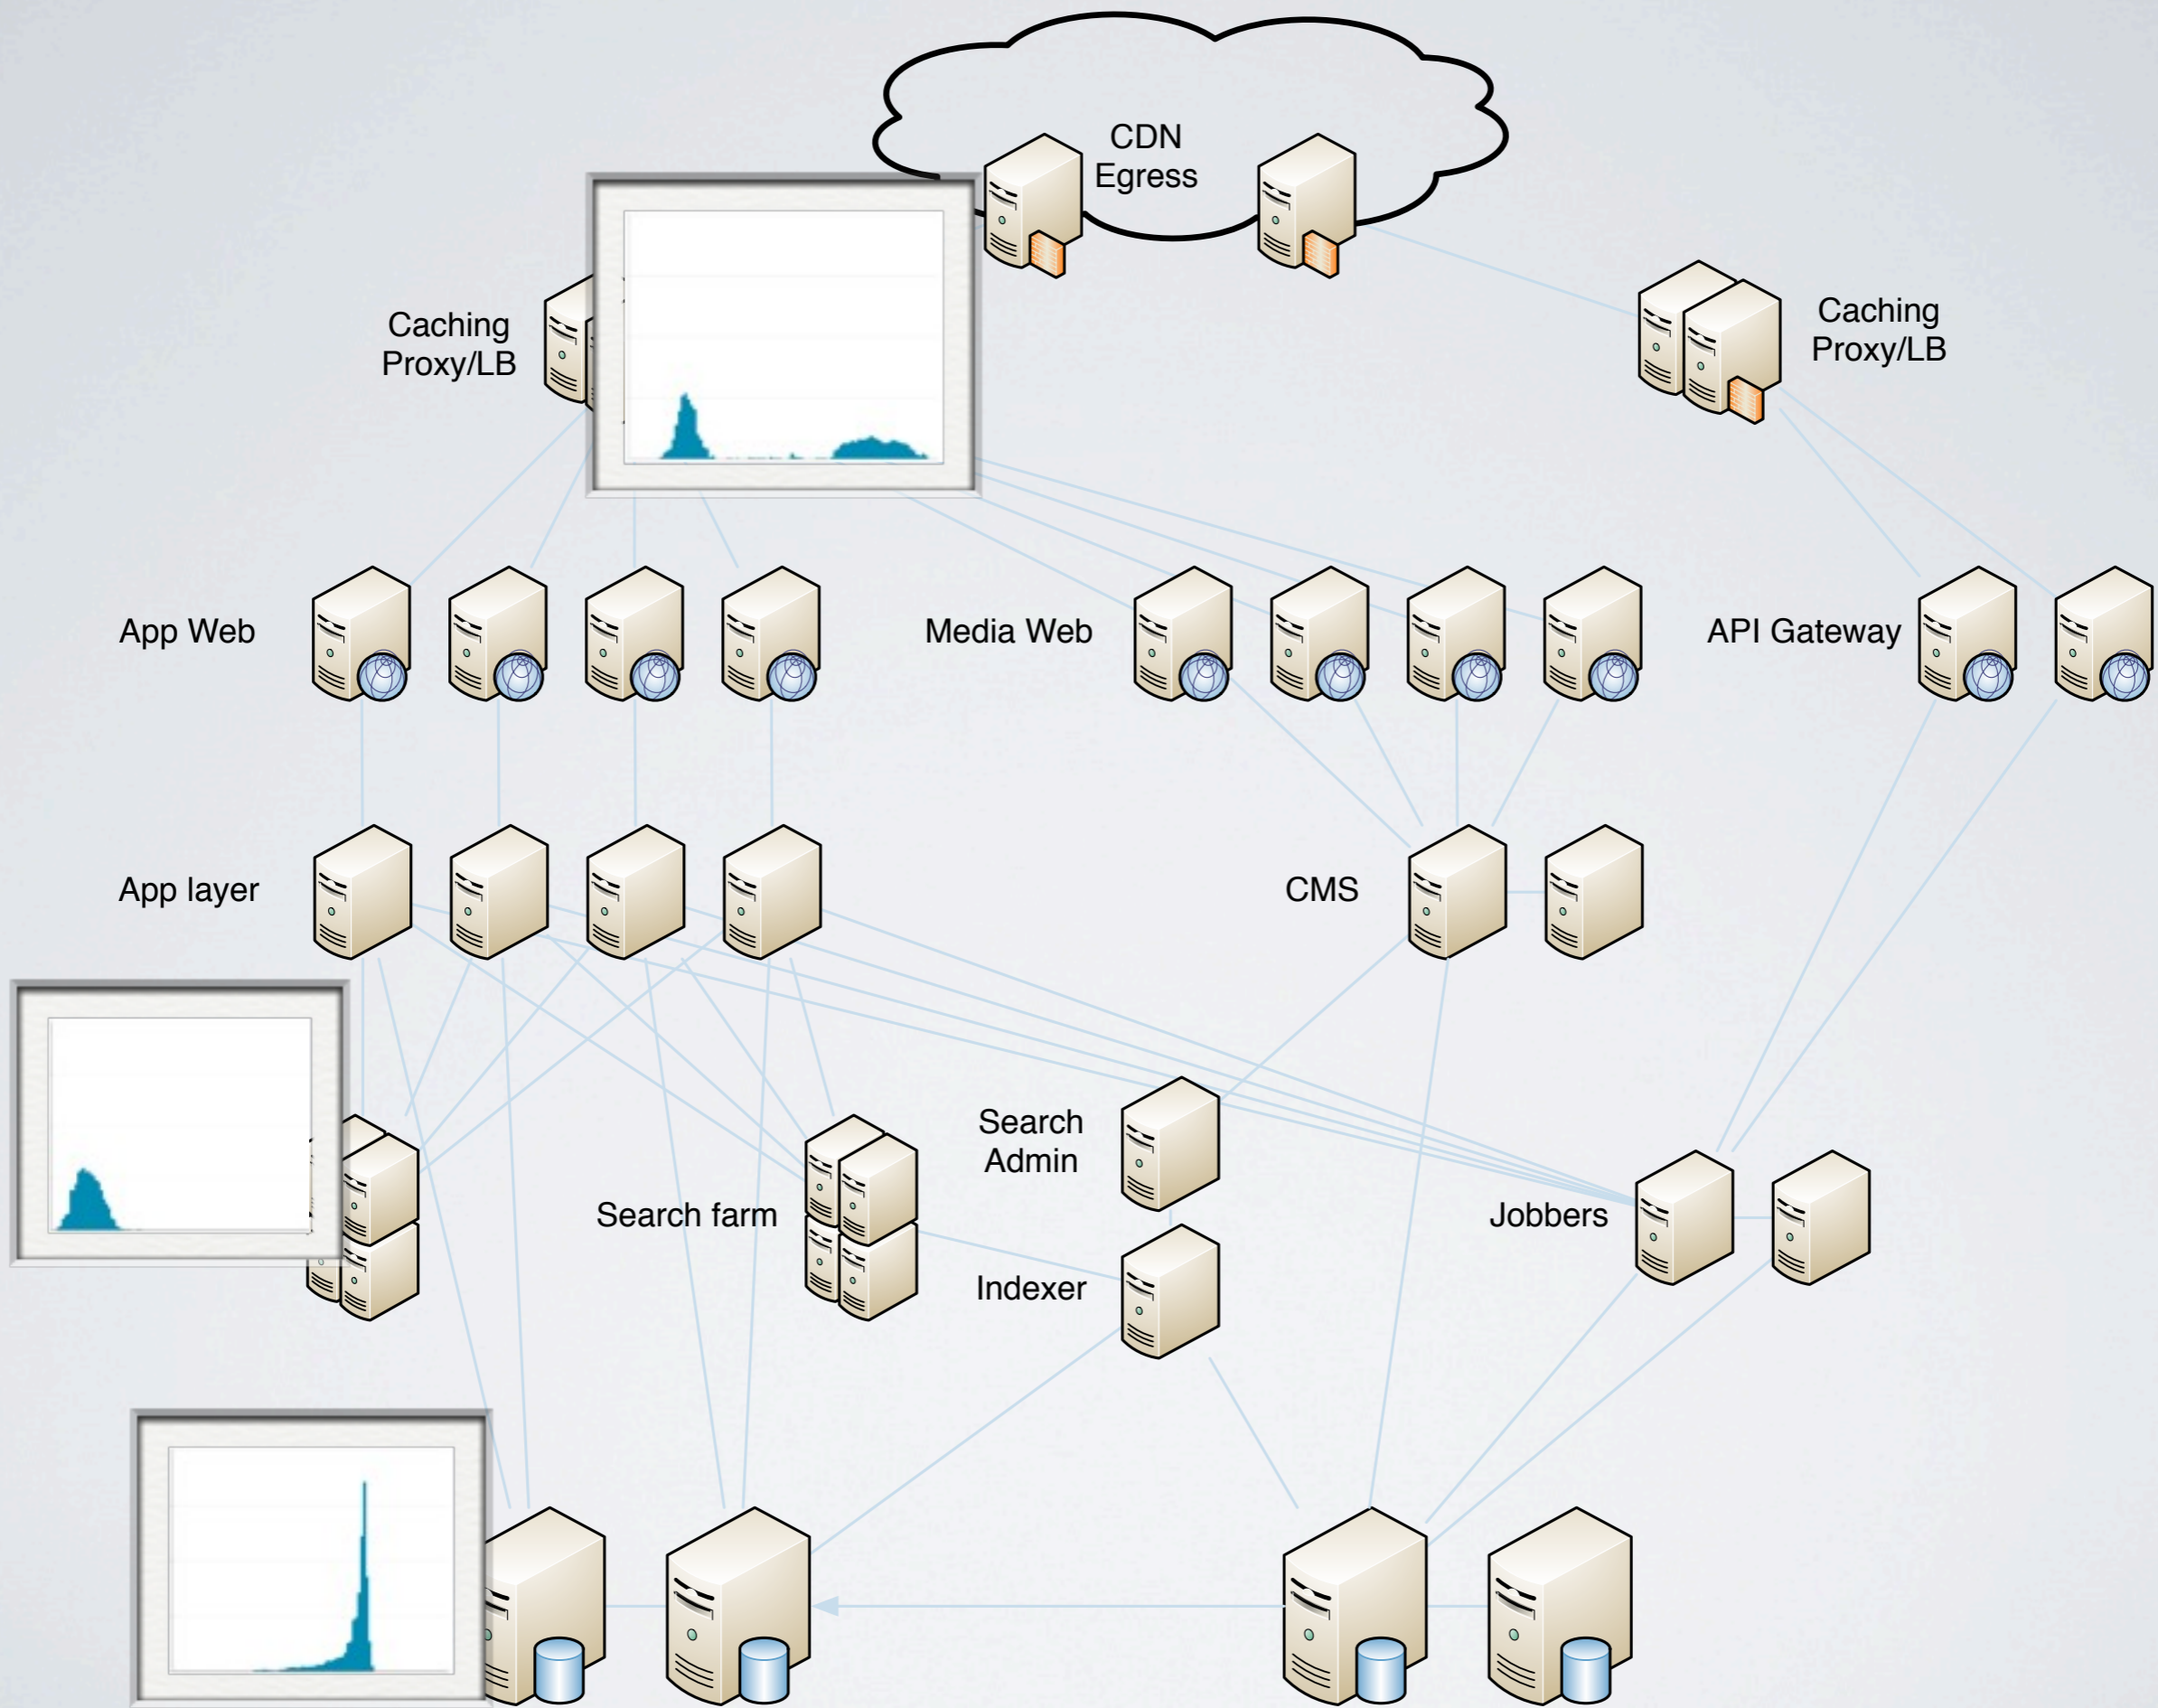 CDN
Egress
Caching
Proxy/LB
Caching
Proxy/LB
App Web
Media Web
API Gateway
App layer
CMS
Search
Admin
Search farm
Jobbers
Indexer